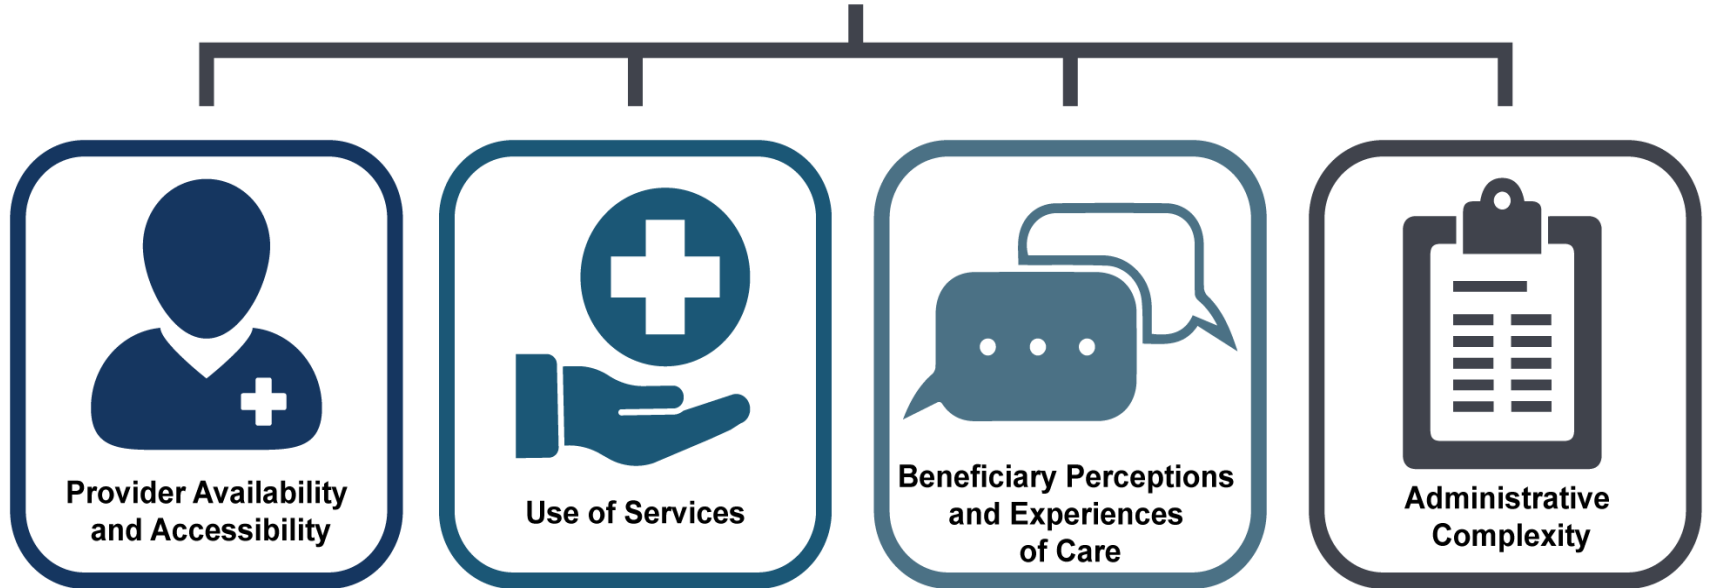 Provider Availability
and Accessibility
Use of Services
Beneficiary Perceptions
and Experiences
of Care
Administrative
Complexity